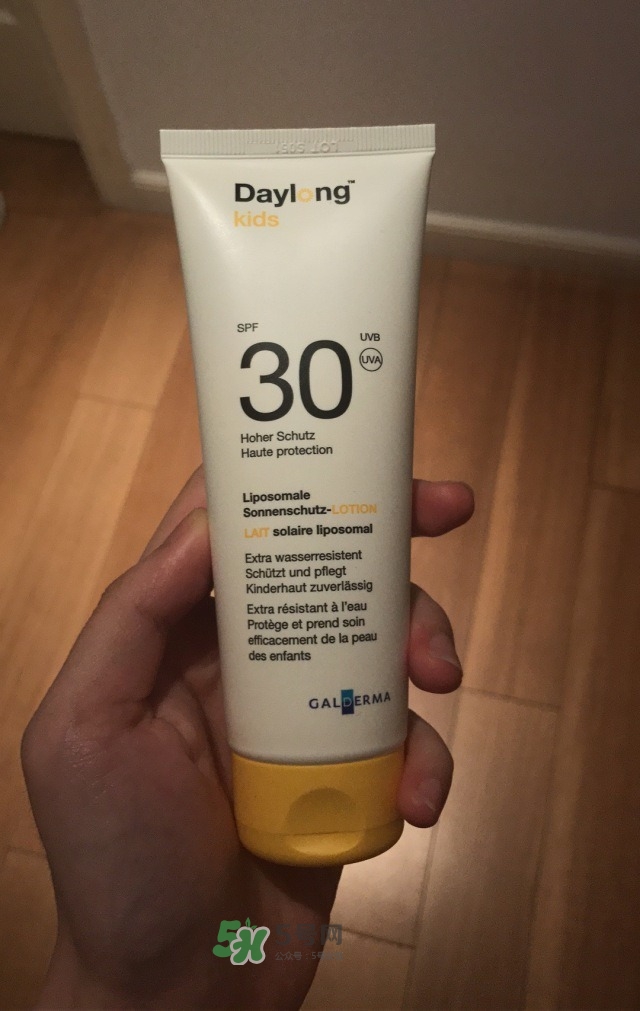 Daylong™
kids
SPF
30
UVB
UVA
Hoher Schutz
Haute protection
Liposomale
Sonnenschutz-LOTION
LAIT solaire liposomal
Extra wasserresistent
Schützt und pflegt
Kinderhaut zuverlässig
Extra résistant à l'eau
Protège et prend soin
efficacement de la peau
des enfants
GALDERMA